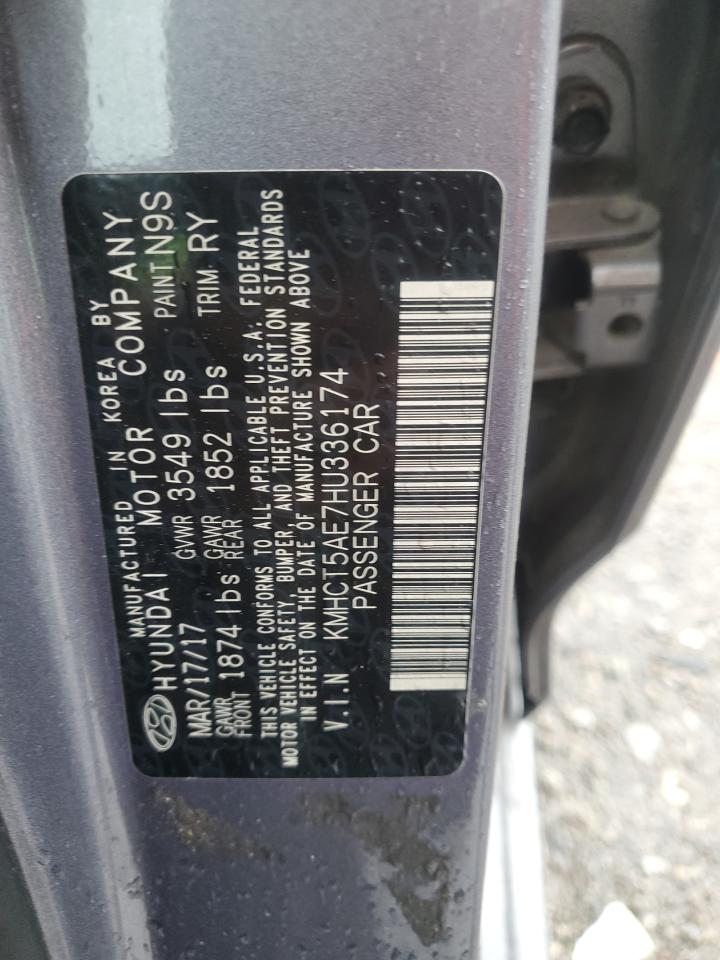 MANUFACTURED IN KOREA BY
HYUNDAI MOTOR COMPANY
MAR/17/17 GVWR 3549 lbs PAINT N9S
GAWR FRONT 1874 lbs GAWR REAR 1852 lbs TRIM RY
THIS VEHICLE CONFORMS TO ALL APPLICABLE U.S.A. FEDERAL
MOTOR VEHICLE SAFETY, BUMPER, AND THEFT PREVENTION STANDARDS
IN EFFECT ON THE DATE OF MANUFACTURE SHOWN ABOVE
V.I.N KMHCT5AE7HU336174
PASSENGER CAR